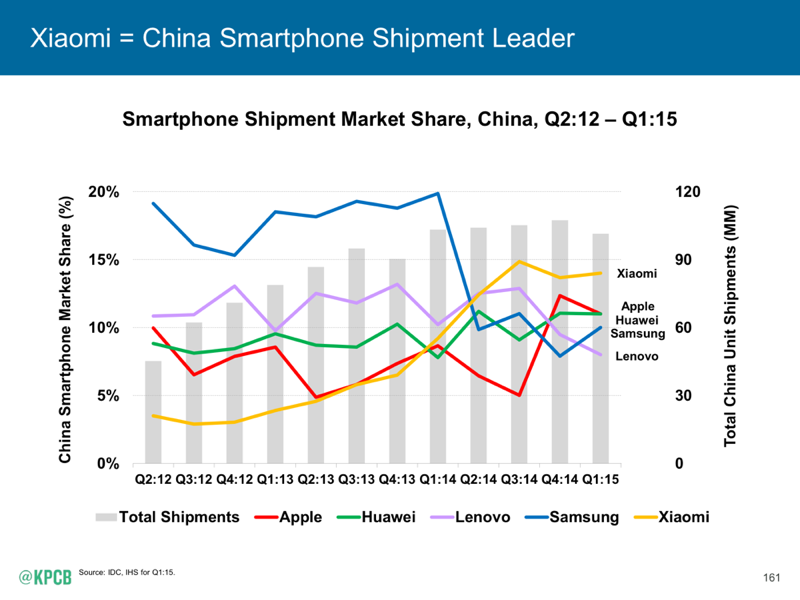 Xiaomi = China Smartphone Shipment Leader
Smartphone Shipment Market Share, China, Q2:12 – Q1:15
China Smartphone Market Share (%)
20%
15%
10%
5%
0%
120
90
60
30
0
Total China Unit Shipments (MM)
Xiaomi
Apple
Huawei
Samsung
Lenovo
Q2:12 Q3:12 Q4:12 Q1:13 Q2:13 Q3:13 Q4:13 Q1:14 Q2:14 Q3:14 Q4:14 Q1:15
Total Shipments Apple Huawei Lenovo Samsung Xiaomi
@KPCB
Source: IDC, IHS for Q1:15.
161